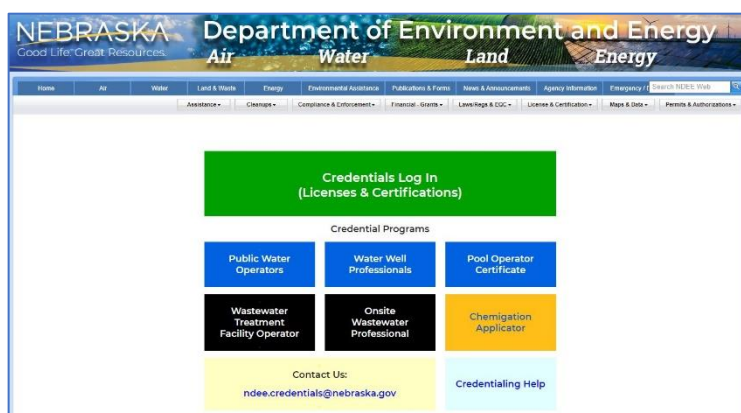 NEBRASKA
Good Life. Great Resources.
Department of Environment and Energy
Air Water Land Energy
Home Air Water Land & Waste Energy Environmental Assistance Publications & Forms News & Announcements Agency Information Emergency / Search NDEE Web
Assistance Cleanups Compliance & Enforcement Financial - Grants Laws/Regs & EQC License & Certification Maps & Data Permits & Authorizations
Credentials Log In
(Licenses & Certifications)
Credential Programs
Public Water
Operators
Water Well
Professionals
Pool Operator
Certificate
Wastewater
Treatment
Facility Operator
Onsite
Wastewater
Professional
Chemigation
Applicator
Contact Us:
ndee.credentials@nebraska.gov
Credentialing Help